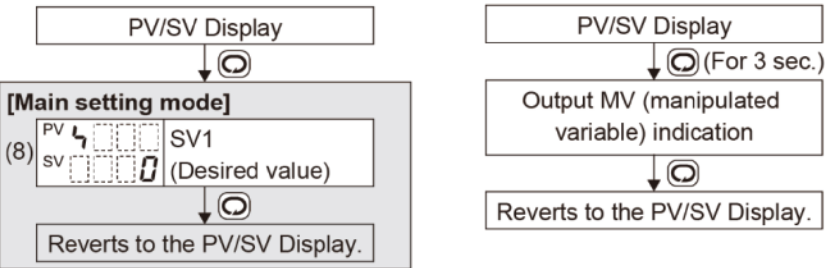 PV/SV Display
[Main setting mode]
(8)
PV
SV 0
SV1
(Desired value)
Reverts to the PV/SV Display.
PV/SV Display
(For 3 sec.)
Output MV (manipulated
variable) indication
Reverts to the PV/SV Display.